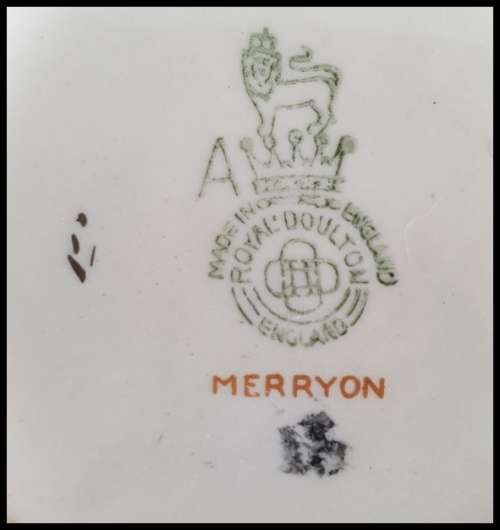 A
MADE IN ENGLAND
ROYAL DOULTON
ENGLAND
MERRYON